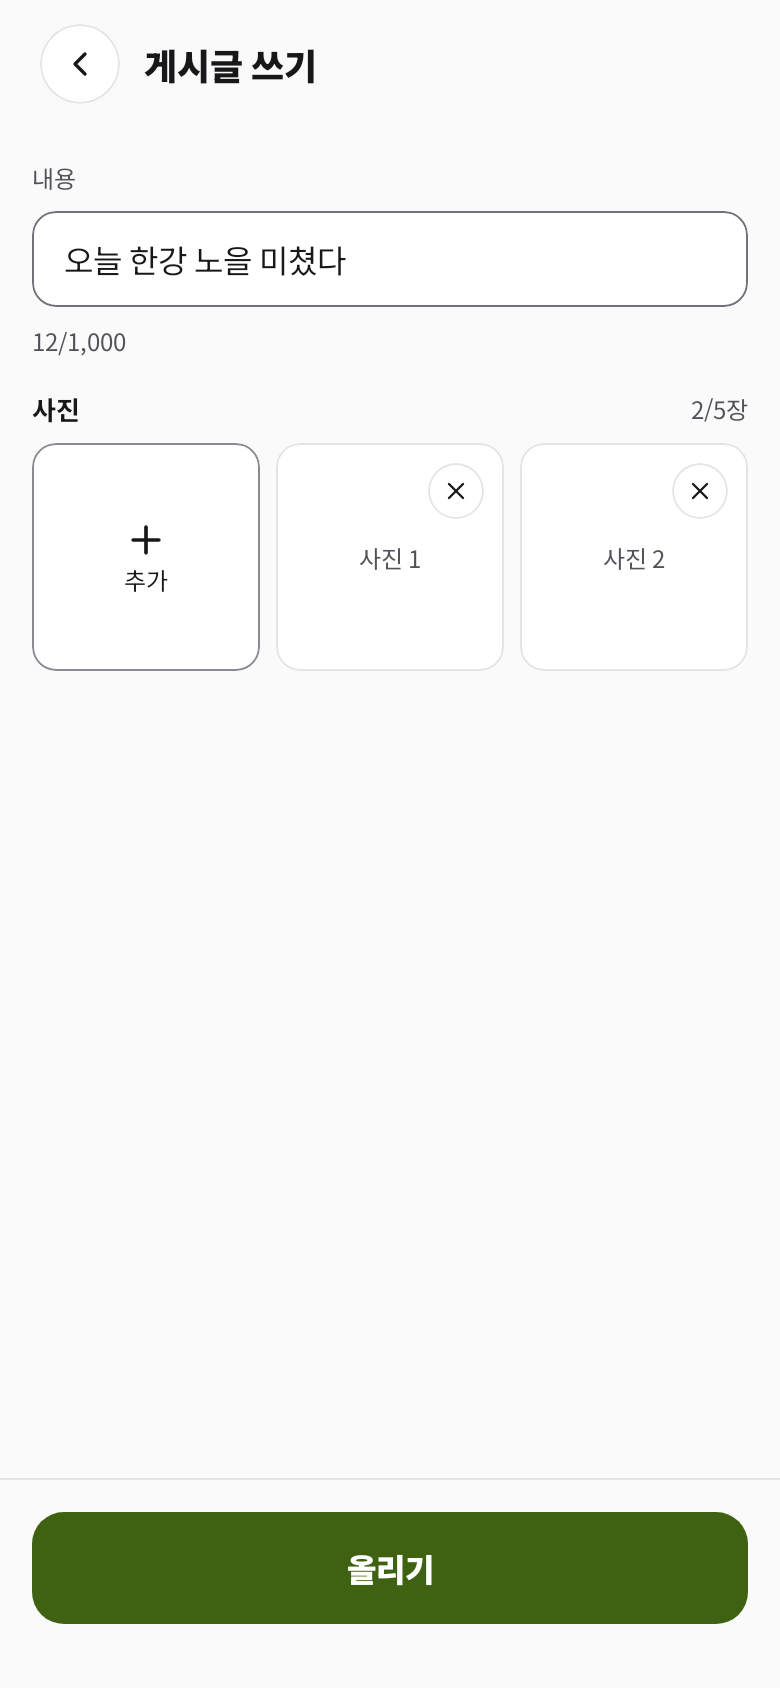 게시글 쓰기
내용
오늘 한강 노을 미쳤다
12/1,000
사진 2/5장
추가
사진 1
사진 2
올리기